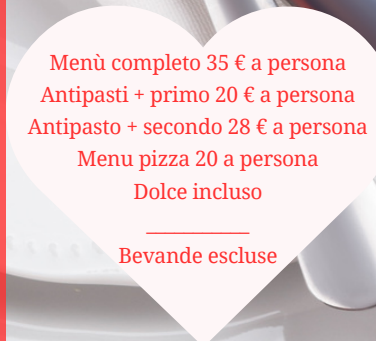 Menù completo 35 € a persona
Antipasti + primo 20 € a persona
Antipasto + secondo 28 € a persona
Menu pizza 20 a persona
Dolce incluso
____________
Bevande escluse